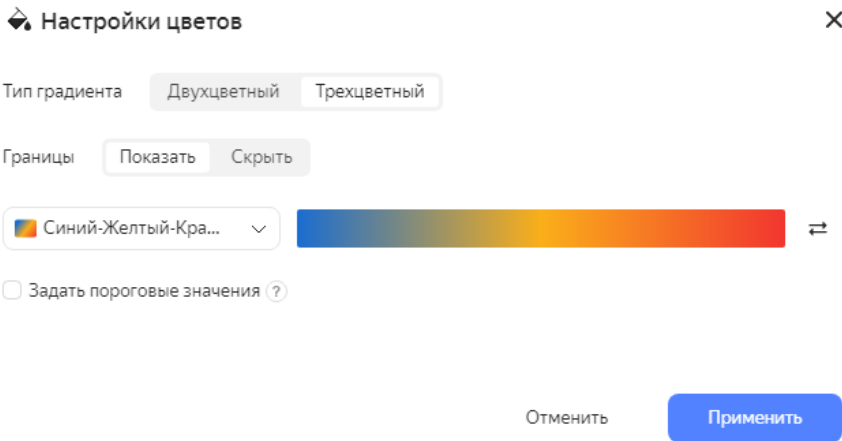 Настройки цветов
Тип градиента Двухцветный Трехцветный
Границы Показать Скрыть
Синий-Желтый-Кра...
Задать пороговые значения ?
Отменить Применить